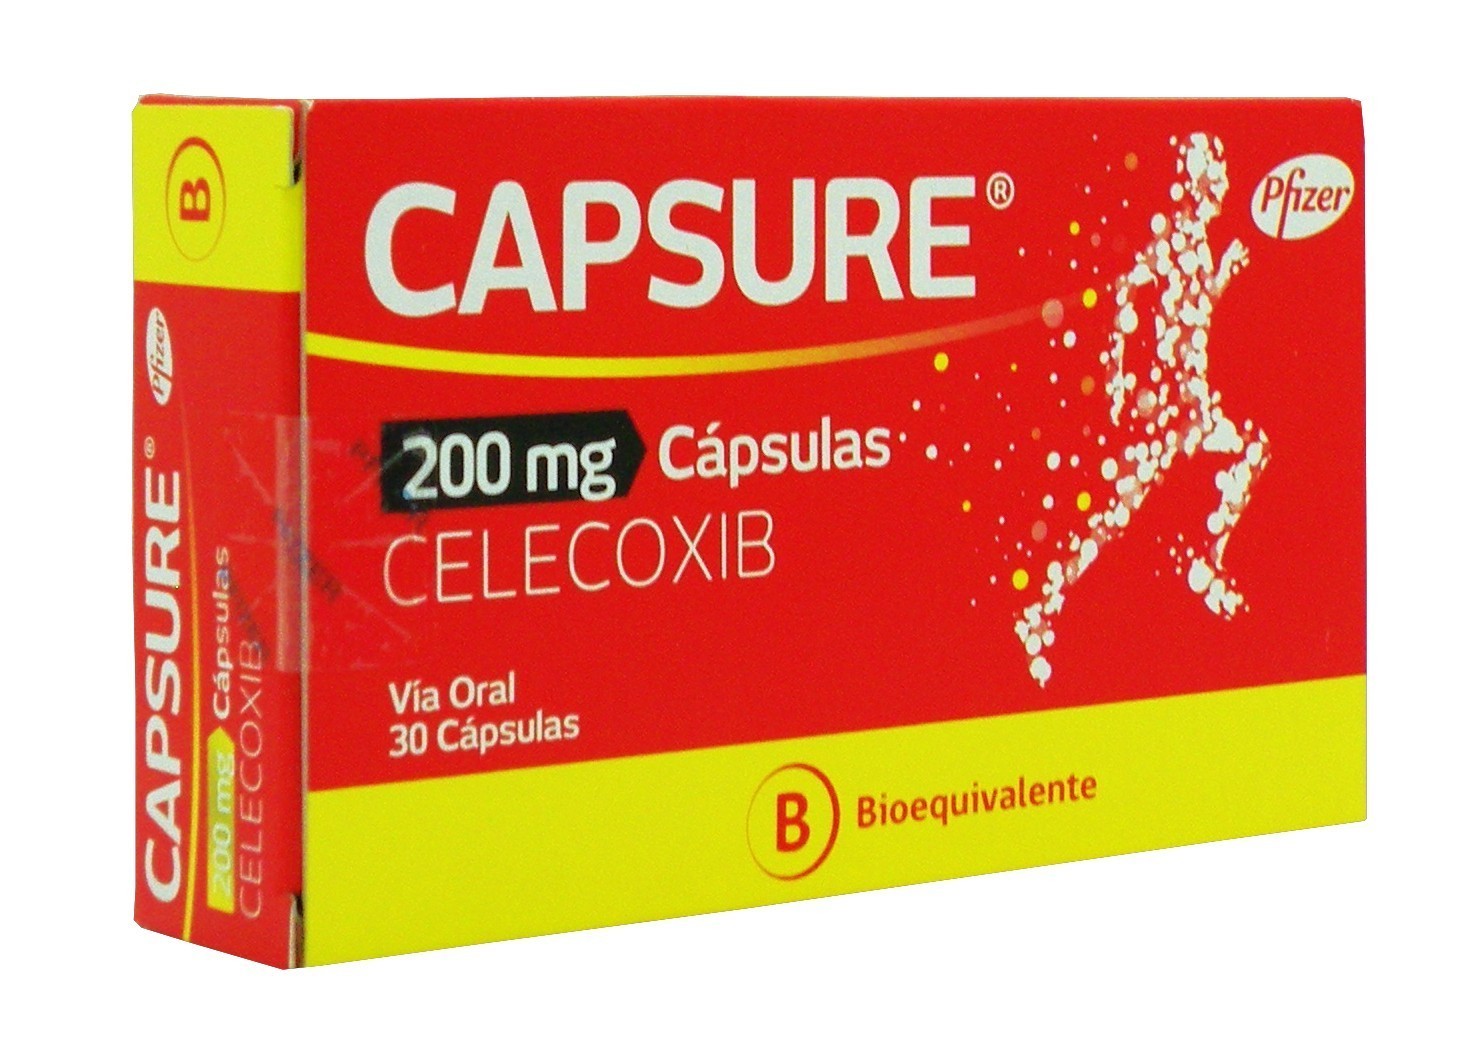 B
Pfizer
CAPSURE®
200 mg Cápsulas
CELECOXIB
CAPSURE®
Pfizer
200 mg Cápsulas
CELECOXIB
Vía Oral
30 Cápsulas
B Bioequivalente